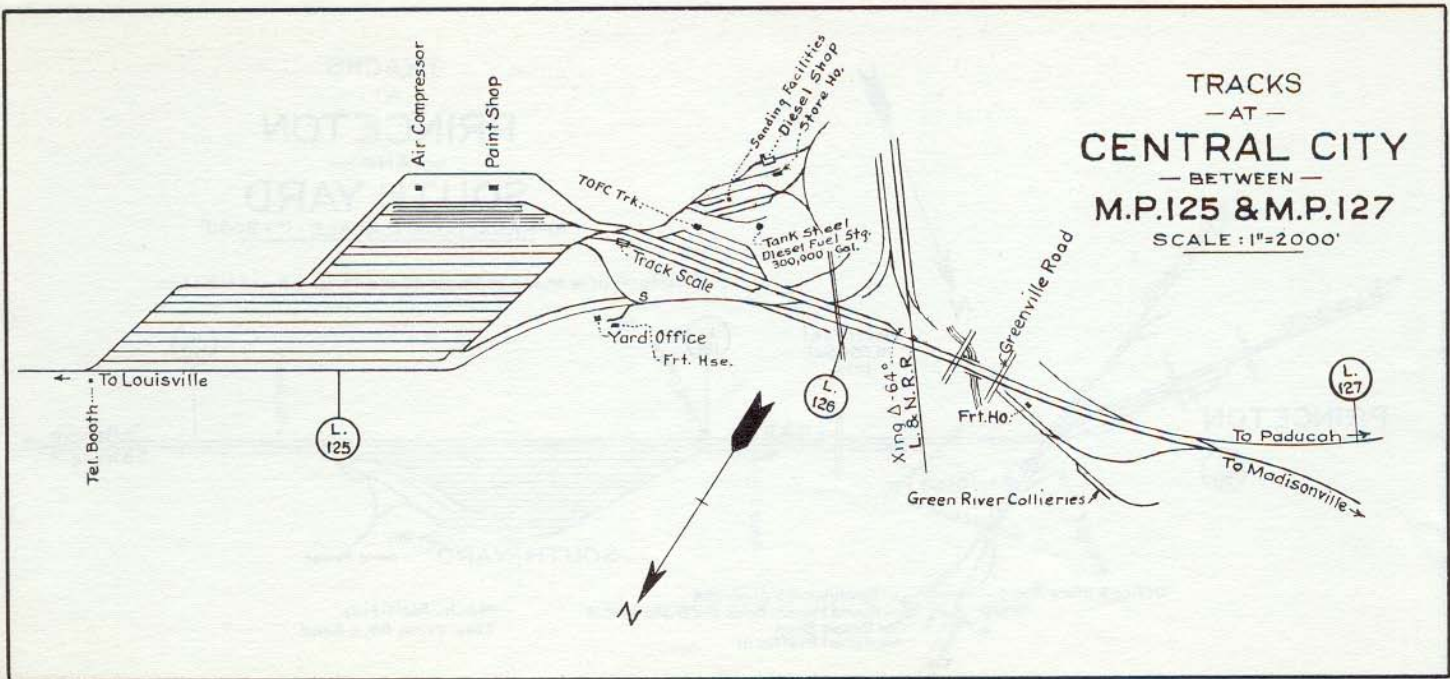 TRACKS
— AT —
CENTRAL CITY
— BETWEEN —
M.P. 125 & M.P. 127
SCALE : 1"=2000'
Air Compressor
Paint Shop
Sanding Facilities
Diesel Shop
Store Ho.
TOFC Trk.
Tank Steel
Diesel Fuel Stg.
300,000 Gal.
Track Scale
S
Yard Office
Frt. Hse.
Greenville Road
← To Louisville
Tel. Booth
L.
125
L.
126
Xing Δ-64°
L. & N. R. R.
Frt. Ho.
L.
127
To Paducah →
To Madisonville →
Green River Collieries
N